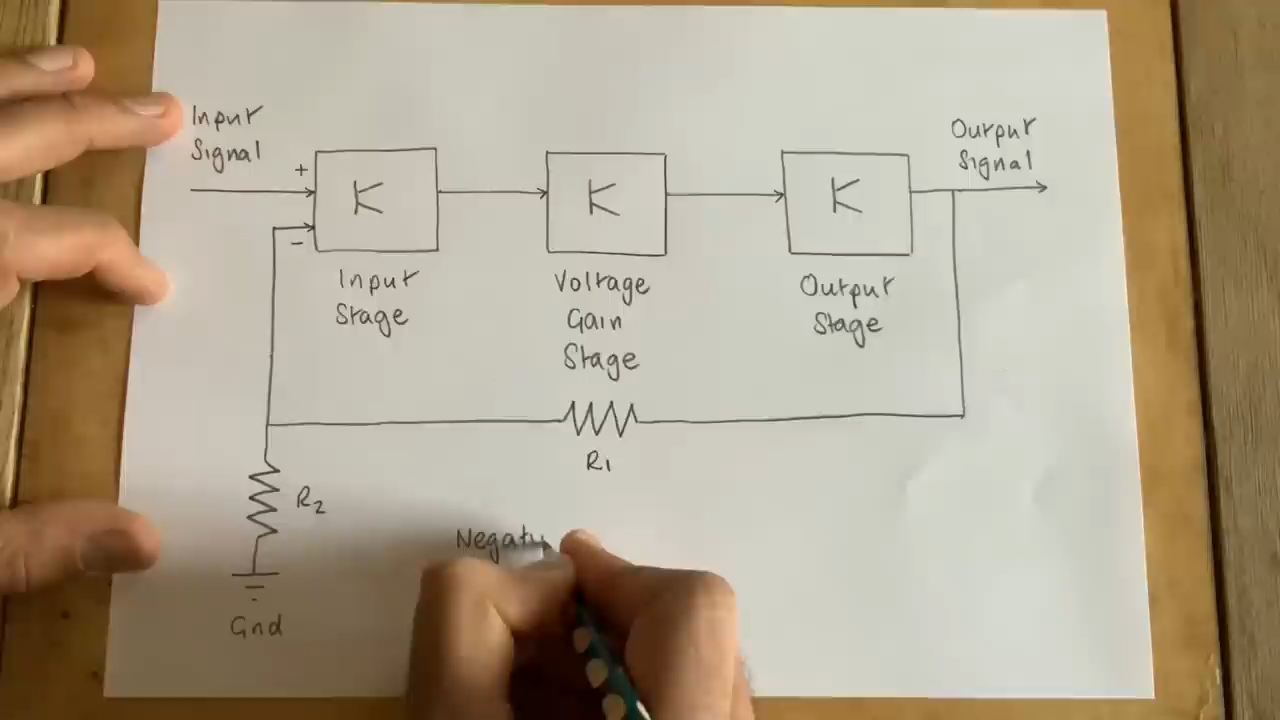 Input
Signal
+
-
K
K
K
Output
Signal
Input
Stage
Voltage
Gain
Stage
Output
Stage
R1
R2
Gnd